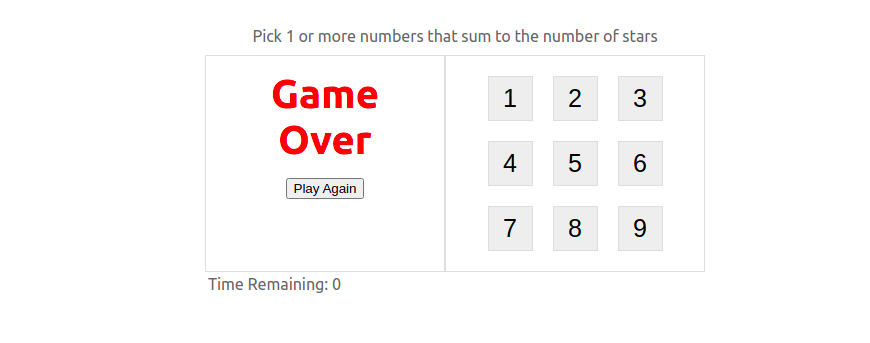 Pick 1 or more numbers that sum to the number of stars
Game
Over
Play Again
1 2 3
4 5 6
7 8 9
Time Remaining: 0